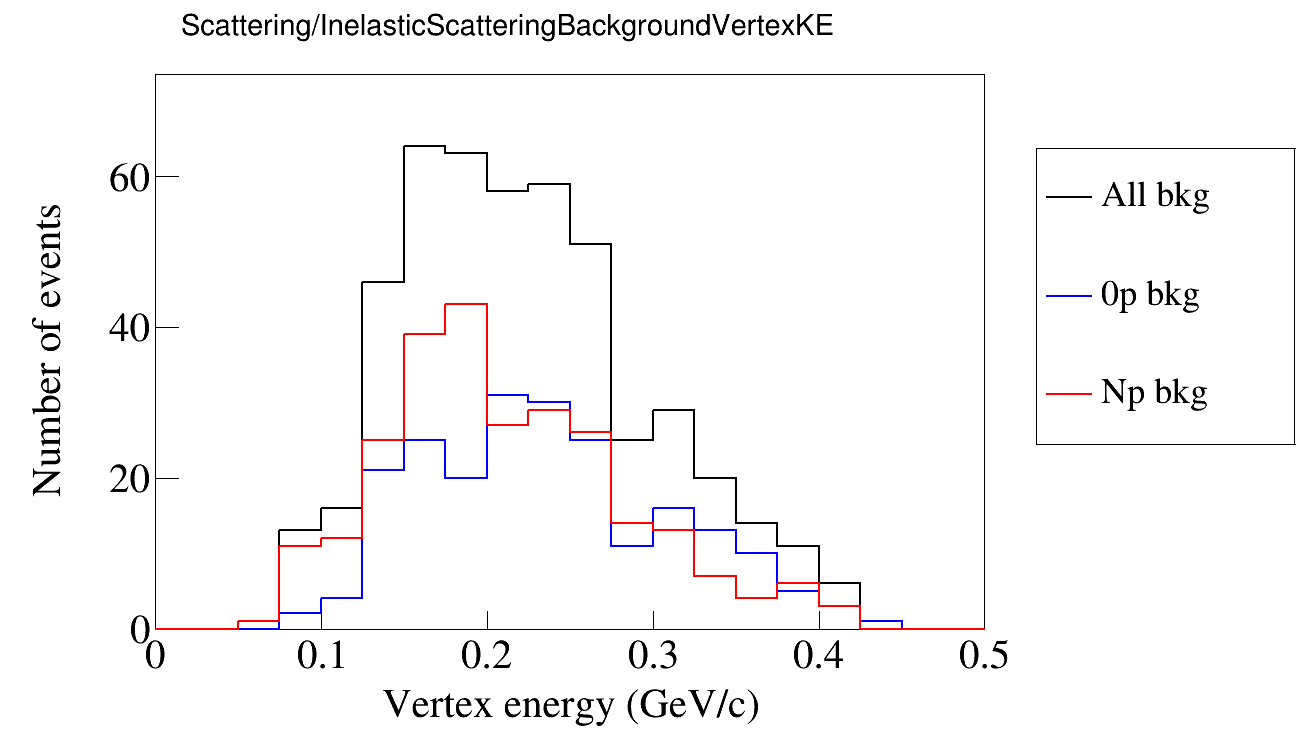 Scattering/InelasticScatteringBackgroundVertexKE
Number of events
60
40
20
0
0 0.1 0.2 0.3 0.4 0.5
Vertex energy (GeV/c)
All bkg
0p bkg
Np bkg